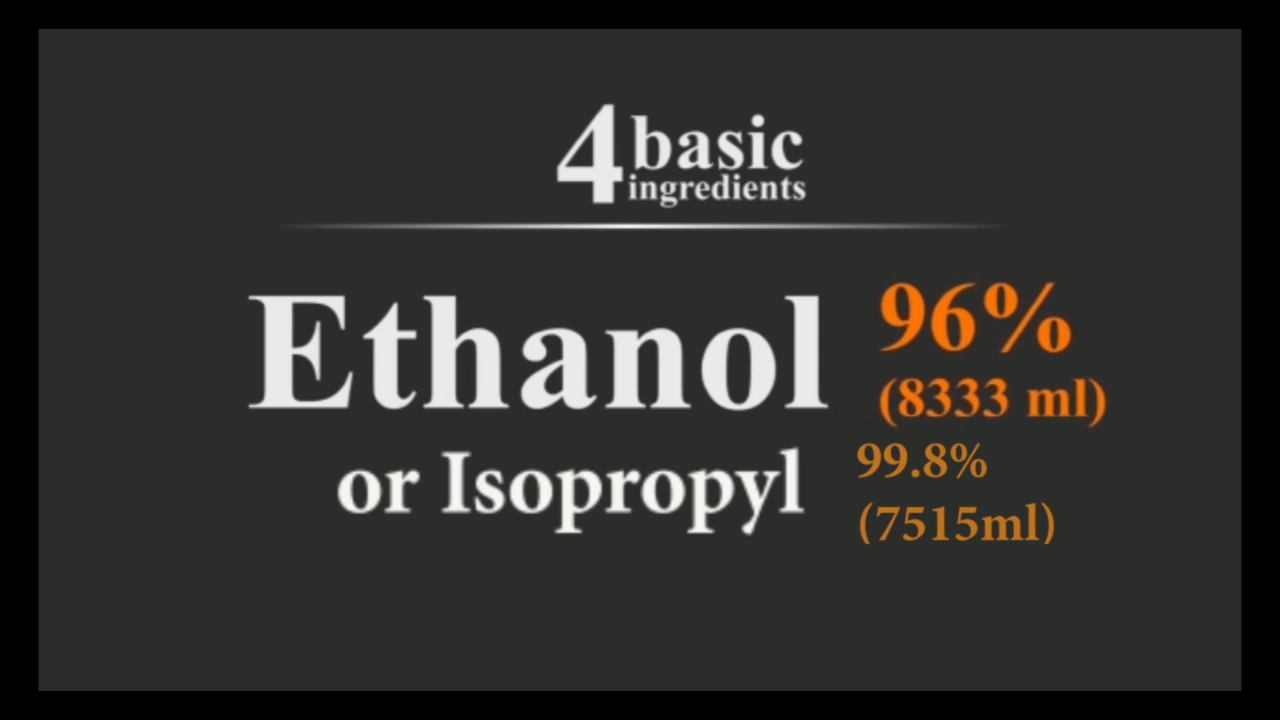 4 basic
ingredients
Ethanol 96%
(8333 ml)
or Isopropyl 99.8%
(7515ml)